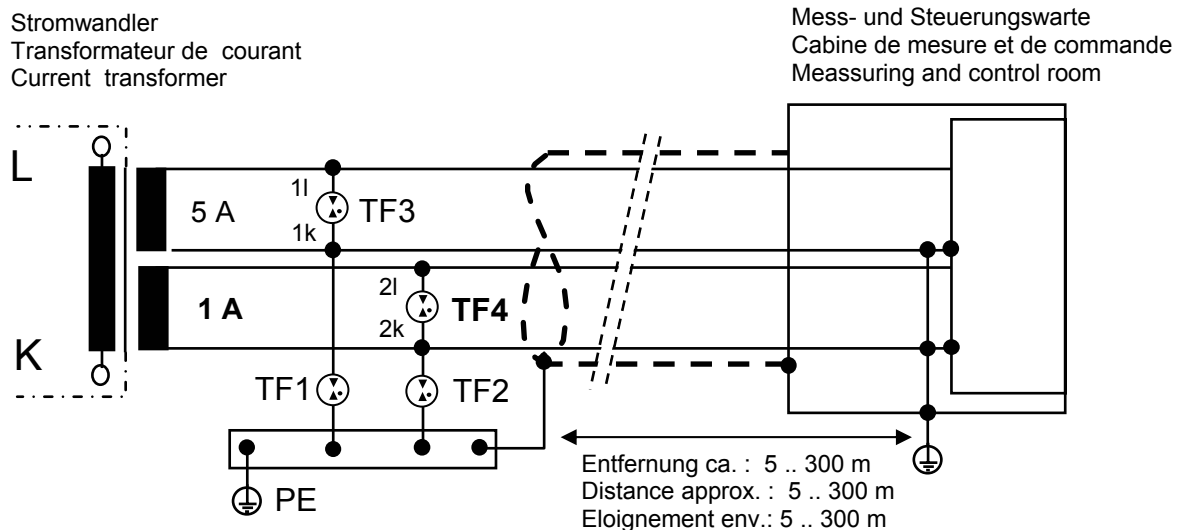 Stromwandler
Transformateur de courant
Current transformer
Mess- und Steuerungswarte
Cabine de mesure et de commande
Meassuring and control room
L
5 A
1l
1k
TF3
1 A
2l
2k
TF4
K
TF1
TF2
PE
Entfernung ca. : 5 .. 300 m
Distance approx. : 5 .. 300 m
Eloignement env.: 5 .. 300 m